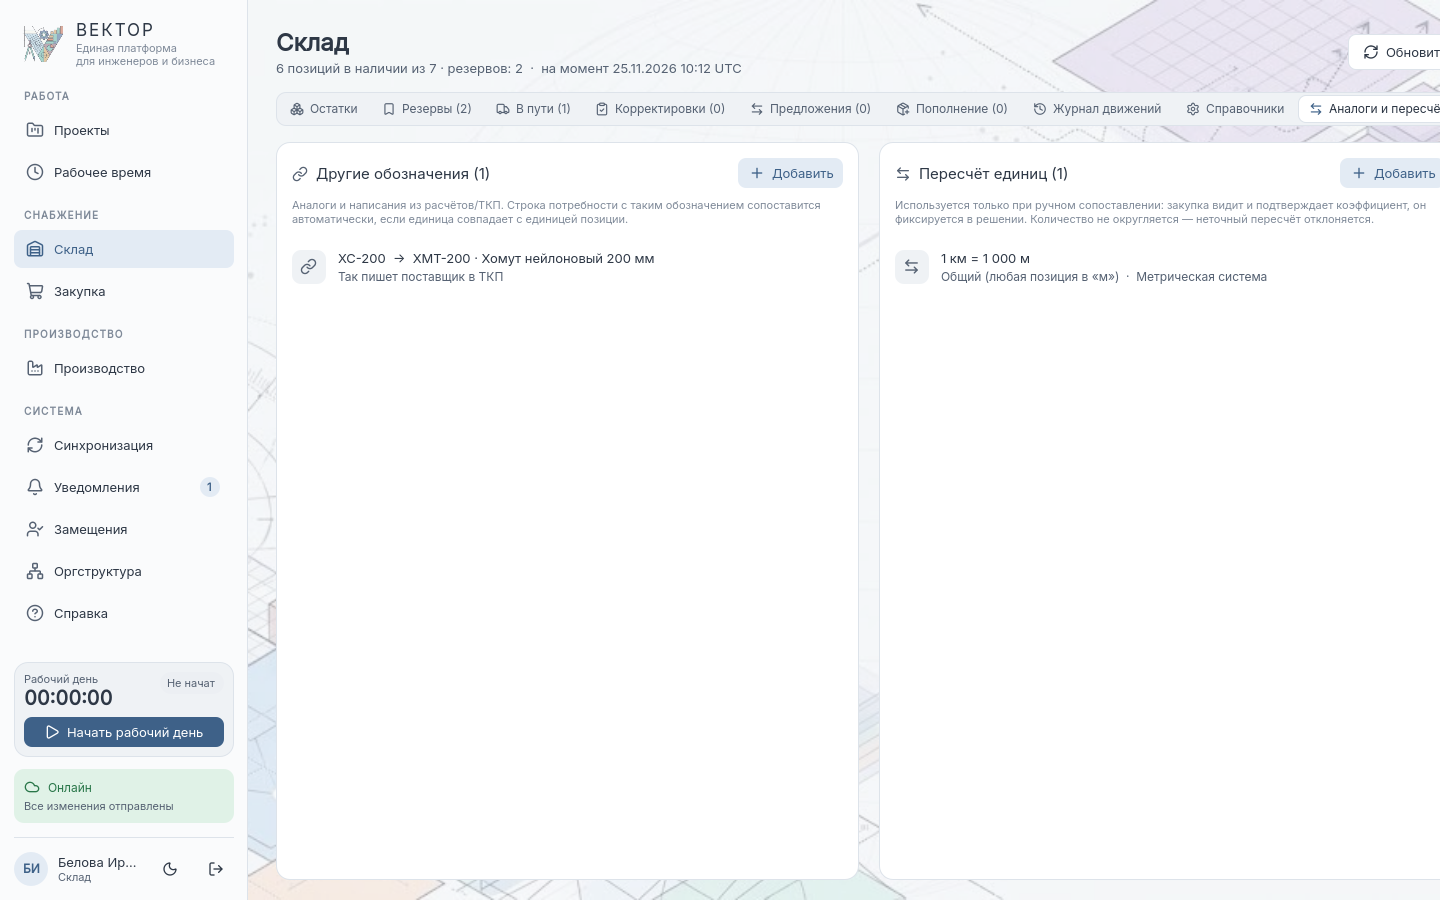 ВЕКТОР
Единая платформа
для инженеров и бизнеса
РАБОТА
Проекты
Рабочее время
СНАБЖЕНИЕ
Склад
Закупка
ПРОИЗВОДСТВО
Производство
СИСТЕМА
Синхронизация
Уведомления 1
Замещения
Оргструктура
Справка
Рабочий день
Не начат
00:00:00
Начать рабочий день
Онлайн
Все изменения отправлены
БИ
Белова Ир...
Склад
Склад
6 позиций в наличии из 7 · резервов: 2 · на момент 25.11.2026 10:12 UTC
Обновит
Остатки Резервы (2) В пути (1) Корректировки (0) Предложения (0) Пополнение (0) Журнал движений Справочники Аналоги и пересчё
Другие обозначения (1)
Добавить
Аналоги и написания из расчётов/ТКП. Строка потребности с таким обозначением сопоставится
автоматически, если единица совпадает с единицей позиции.
ХС-200 → ХМТ-200 · Хомут нейлоновый 200 мм
Так пишет поставщик в ТКП
Пересчёт единиц (1)
Добавить
Используется только при ручном сопоставлении: закупка видит и подтверждает коэффициент, он
фиксируется в решении. Количество не округляется — неточный пересчёт отклоняется.
1 км = 1 000 м
Общий (любая позиция в «м») · Метрическая система